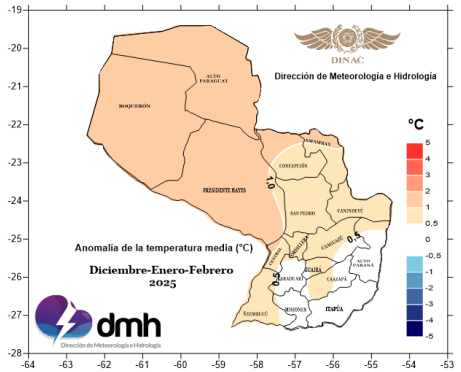 -19
-20
-21
-22
-23
-24
-25
-26
-27
-28
-64
-63
-62
-61
-60
-59
-58
-57
-56
-55
-54
-53
DINAC
Dirección de Meteorología e Hidrología
ALTO
PARAGUAY
BOQUERÓN
AMAMBAY
CONCEPCIÓN
1,0
PRESIDENTE HAYES
SAN PEDRO
CANINDEYÚ
CORDILLERA
CAAGUAZÚ
0,5
CENTRAL
ALTO
PARANÁ
GUAIRÁ
0,5
PARAGUARÍ
CAAZAPÁ
ÑEEMBUCÚ
MISIONES
ITAPÚA
Anomalía de la temperatura media (°C)
Diciembre-Enero-Febrero
2025
°C
5
4
3
2
1
0,5
0
-0,5
-1
-2
-3
-4
-5
dmh
Dirección de Meteorología e Hidrología